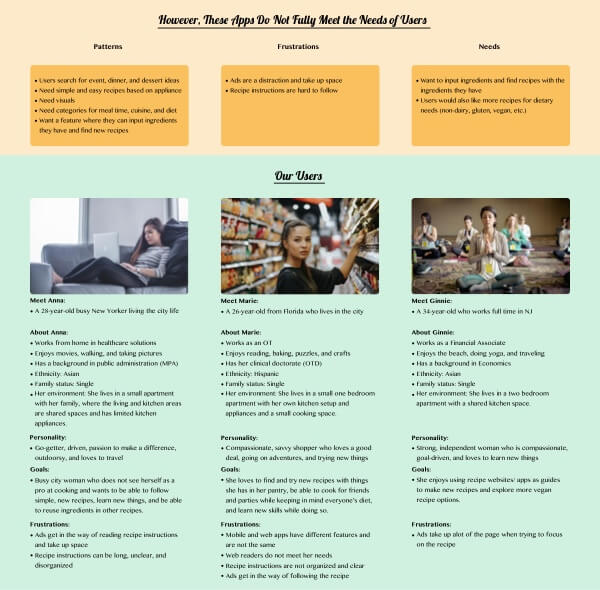 However, These Apps Do Not Fully Meet the Needs of Users
Patterns
• Users search for event, dinner, and dessert ideas
• Need simple and easy recipes based on appliance
• Need visuals
• Need categories for meal time, cuisine, and diet
• Want a feature where they can input ingredients
they have and find new recipes
Frustrations
• Ads are a distraction and take up space
• Recipe instructions are hard to follow
Needs
• Want to input ingredients and find recipes with the
ingredients they have
• Users would also like more recipes for dietary
needs (non-dairy, gluten, vegan, etc.)
Our Users
Meet Anna:
• A 28-year-old busy New Yorker living the city life
About Anna:
• Works from home in healthcare solutions
• Enjoys movies, walking, and taking pictures
• Has a background in public administration (MPA)
• Ethnicity: Asian
• Family status: Single
• Her environment: She lives in a small apartment
with her family, where the living and kitchen areas
are shared spaces and has limited kitchen
appliances.
Personality:
• Go-getter, driven, passion to make a difference,
outdoorsy, and loves to travel
Goals:
• Busy city woman who does not see herself as a
pro at cooking and wants to be able to follow
simple, new recipes, learn new things, and be able
to reuse ingredients in other recipes.
Frustrations:
• Ads get in the way of reading recipe instructions
and take up space
• Recipe instructions can be long, unclear, and
disorganized
Meet Marie:
• A 26-year-old from Florida who lives in the city
About Marie:
• Works as an OT
• Enjoys reading, baking, puzzles, and crafts
• Has her clinical doctorate (OTD)
• Ethnicity: Hispanic
• Family status: Single
• Her environment: She lives in a small one bedroom
apartment with her own kitchen setup and
appliances and a small cooking space.
Personality:
• Compassionate, savvy shopper who loves a good
deal, going on adventures, and trying new things
Goals:
• She loves to find and try new recipes with things
she has in her pantry, be able to cook for friends
and parties while keeping in mind everyone's diet,
and learn new skills while doing so.
Frustrations:
• Mobile and web apps have different features and
are not the same
• Web readers do not meet her needs
• Recipe instructions are not organized and clear
• Ads get in the way of following the recipe
Meet Ginnie:
• A 34-year-old who works full time in NJ
About Ginnie:
• Works as a Financial Associate
• Enjoys the beach, doing yoga, and traveling
• Has a background in Economics
• Ethnicity: Asian
• Family status: Single
• Her environment: She lives in a two bedroom
apartment with a shared kitchen space.
Personality:
• Strong, independent woman who is compassionate,
goal-driven, and loves to learn new things
Goals:
• She enjoys using recipe websites/ apps as guides
to make new recipes and explore more vegan
recipe options.
Frustrations:
• Ads take up alot of the page when trying to focus
on the recipe